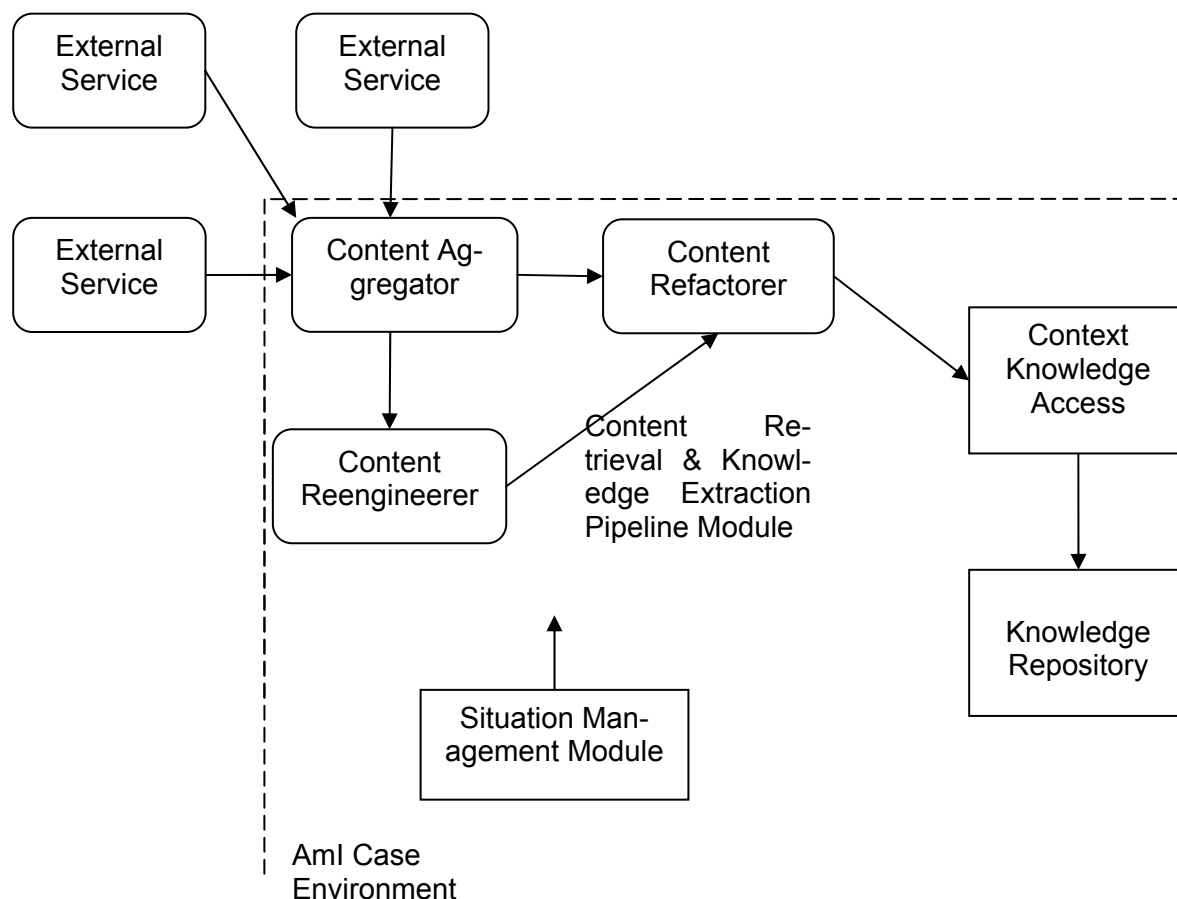 External
Service
External
Service
External
Service
Content Ag-
gregator
Content
Refactorer
Context
Knowledge
Access
Content
Reengineerer
Content Re-
trieval & Knowl-
edge Extraction
Pipeline Module
Knowledge
Repository
Situation Man-
agement Module
AmI Case
Environment